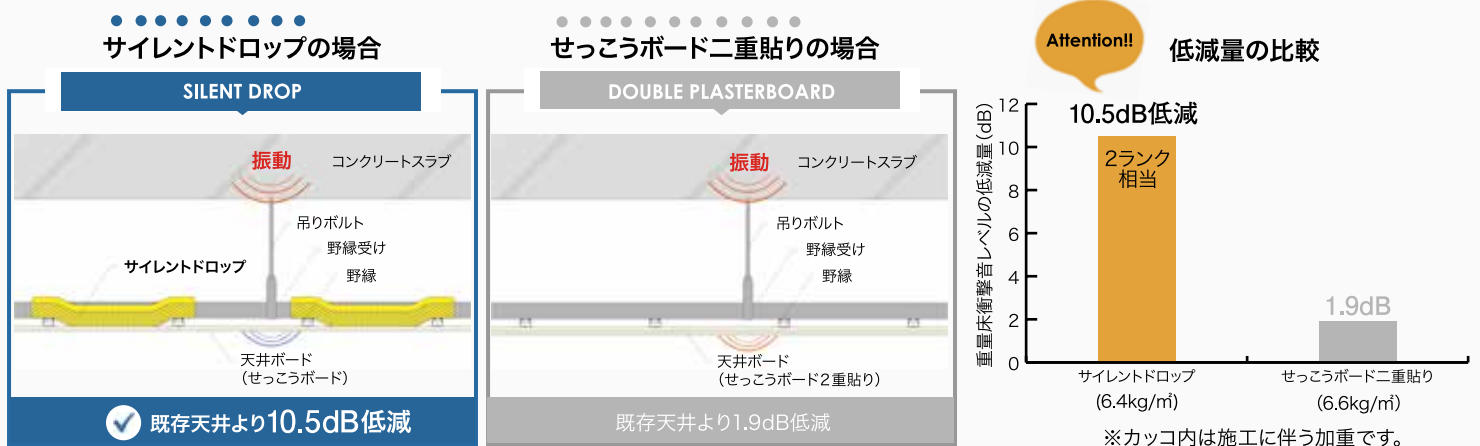 サイレントドロップの場合
SILENT DROP
振動
コンクリートスラブ
吊りボルト
野縁受け
サイレントドロップ
野縁
天井ボード
(せっこうボード)
既存天井より10.5dB低減
せっこうボード二重貼りの場合
DOUBLE PLASTERBOARD
振動
コンクリートスラブ
吊りボルト
野縁受け
野縁
天井ボード
(せっこうボード2重貼り)
既存天井より1.9dB低減
Attention!!
低減量の比較
重量床衝撃音レベルの低減量(dB)
12
10
8
6
4
2
0
10.5dB低減
2ランク
相当
1.9dB
サイレントドロップ
(6.4kg/㎡)
せっこうボード二重貼り
(6.6kg/㎡)
※カッコ内は施工に伴う加重です。